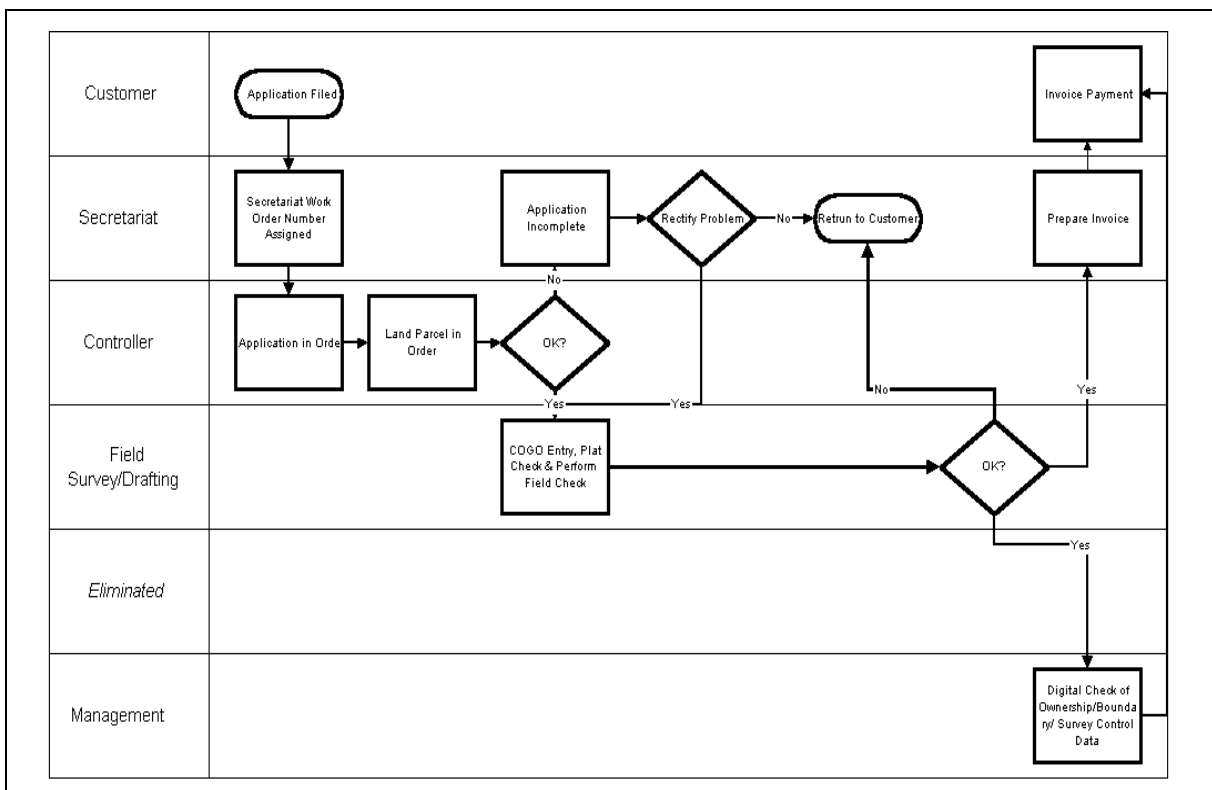 Customer
Application Filed
Invoice Payment
Secretariat
Secretariat Work
Order Number
Assigned
Application
Incomplete
Rectify Problem
No
Retrun to Customer
Prepare Invoice
No
Controller
Application in Orde
Land Parcel in
Order
OK?
No
Yes
Yes
Yes
Field
Survey/Drafting
COGO Entry, Plat
Check & Perform
Field Check
OK?
Yes
Eliminated
Management
Digital Check of
Ownership/Bounda
ry/ Survey Control
Data